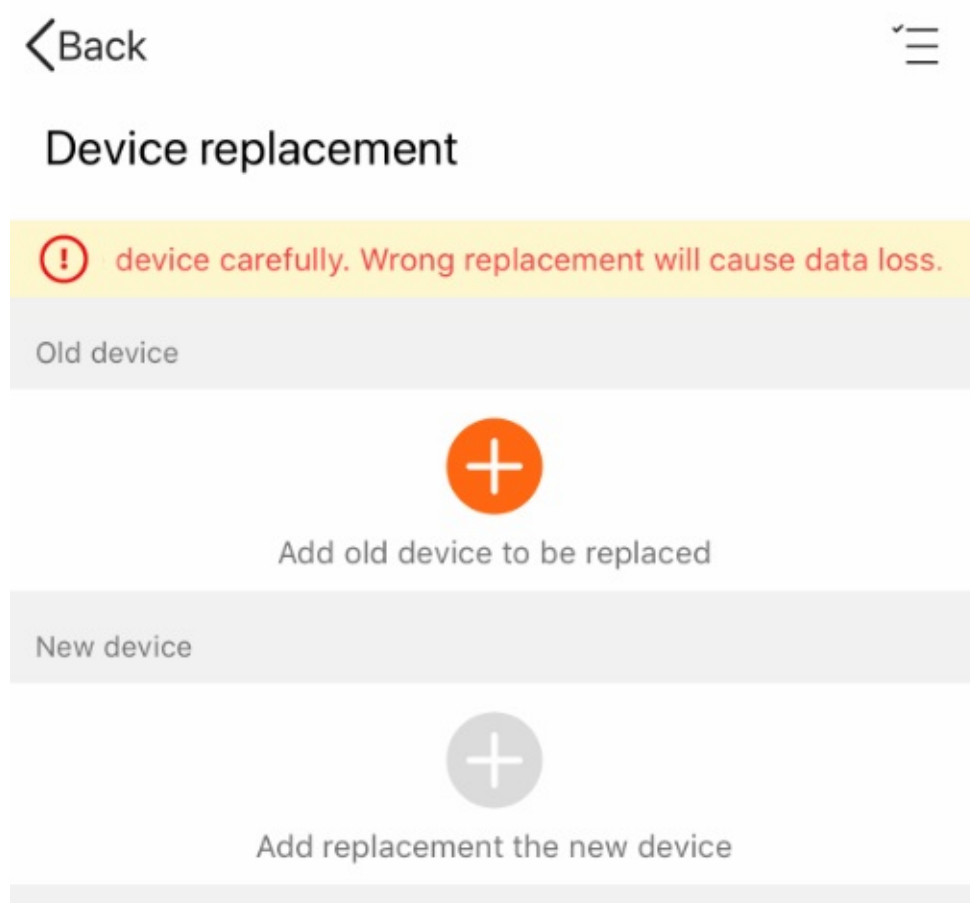 Back
Device replacement
device carefully. Wrong replacement will cause data loss.
Old device
Add old device to be replaced
New device
Add replacement the new device